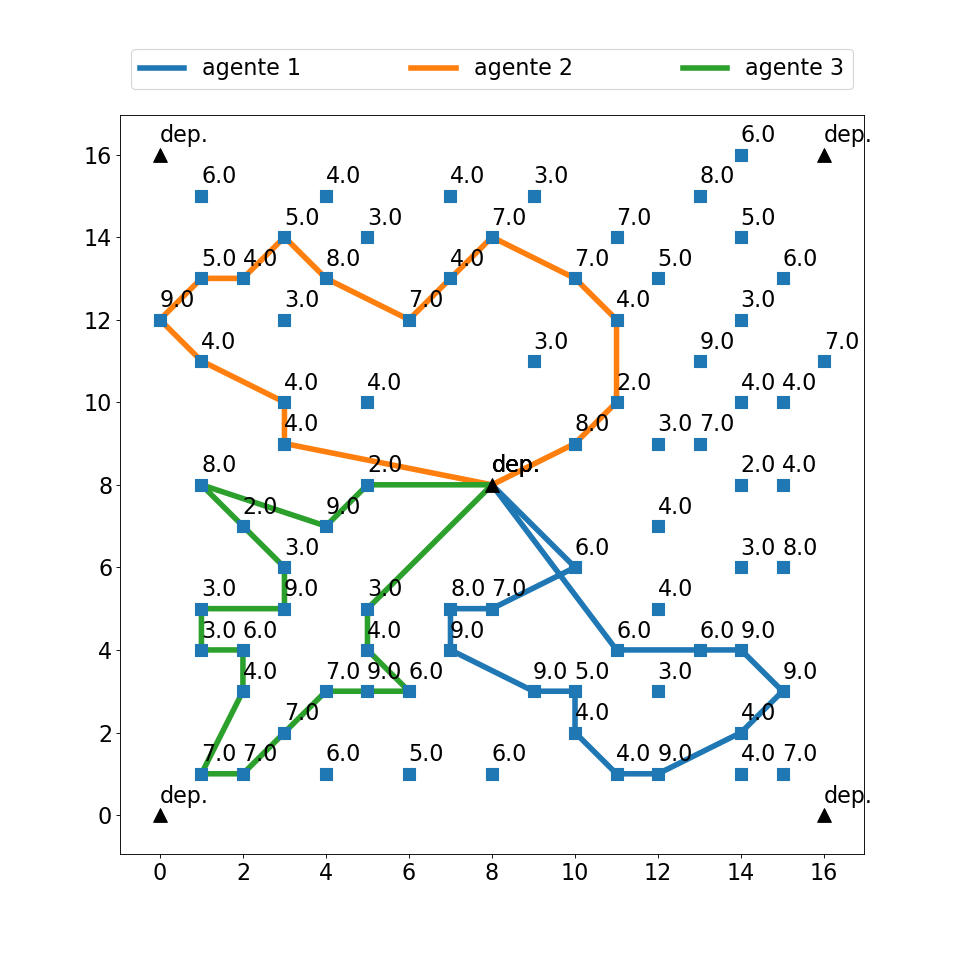 agente 1 agente 2 agente 3
dep. 6.0 dep.
16
6.0 4.0 4.0 3.0 8.0
5.0 3.0 7.0 7.0 5.0
14
5.0 4.0 8.0 4.0 7.0 5.0 6.0
9.0 3.0 7.0 4.0 3.0
12
4.0 3.0 9.0 7.0
4.0 4.0 2.0 4.0 4.0
10
4.0 8.0 3.0 7.0
8.0 2.0 dep. 2.0 4.0
8
2.0 9.0 4.0
3.0 6.0 3.0 8.0
6
3.0 9.0 3.0 8.0 7.0 4.0
3.0 6.0 4.0 9.0 6.0 6.0 9.0
4
4.0 7.0 9.0 6.0 9.0 5.0 3.0 9.0
7.0 4.0 4.0
2
7.0 7.0 6.0 5.0 6.0 4.0 9.0 4.0 7.0
dep. dep.
0
0 2 4 6 8 10 12 14 16